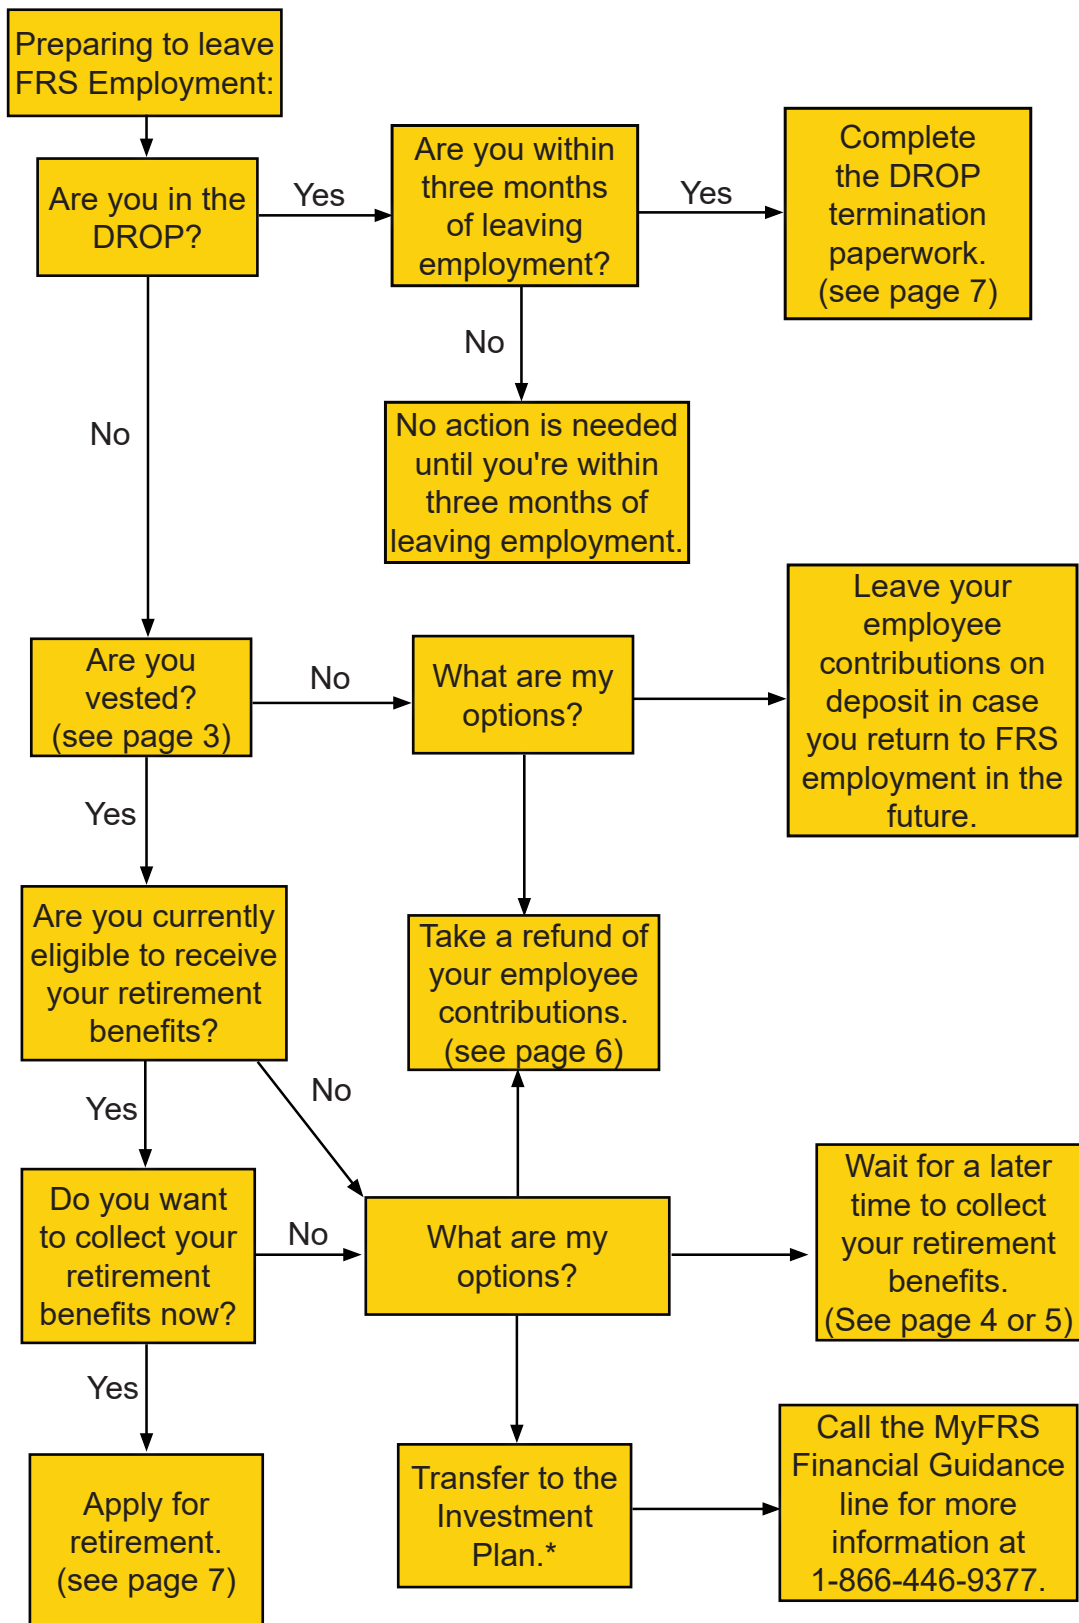 Preparing to leave
FRS Employment:
Are you in the
DROP?
Yes
Are you within
three months
of leaving
employment?
Yes
Complete
the DROP
termination
paperwork.
(see page 7)
No
No action is needed
until you're within
three months of
leaving employment.
No
Are you
vested?
(see page 3)
No
What are my
options?
Leave your
employee
contributions on
deposit in case
you return to FRS
employment in the
future.
Yes
Take a refund of
your employee
contributions.
(see page 6)
Are you currently
eligible to receive
your retirement
benefits?
No
Yes
Do you want
to collect your
retirement
benefits now?
No
What are my
options?
Wait for a later
time to collect
your retirement
benefits.
(See page 4 or 5)
Yes
Apply for
retirement.
(see page 7)
Transfer to the
Investment
Plan.*
Call the MyFRS
Financial Guidance
line for more
information at
1-866-446-9377.